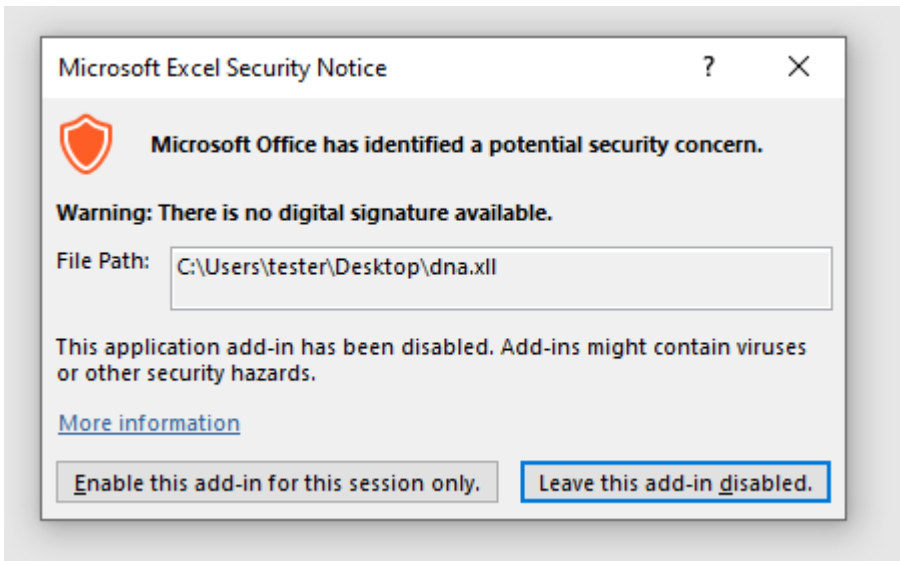 Microsoft Excel Security Notice
?
Microsoft Office has identified a potential security concern.
Warning: There is no digital signature available.
File Path:
C:\Users\tester\Desktop\dna.xll
This application add-in has been disabled. Add-ins might contain viruses
or other security hazards.
More information
Enable this add-in for this session only.
Leave this add-in disabled.